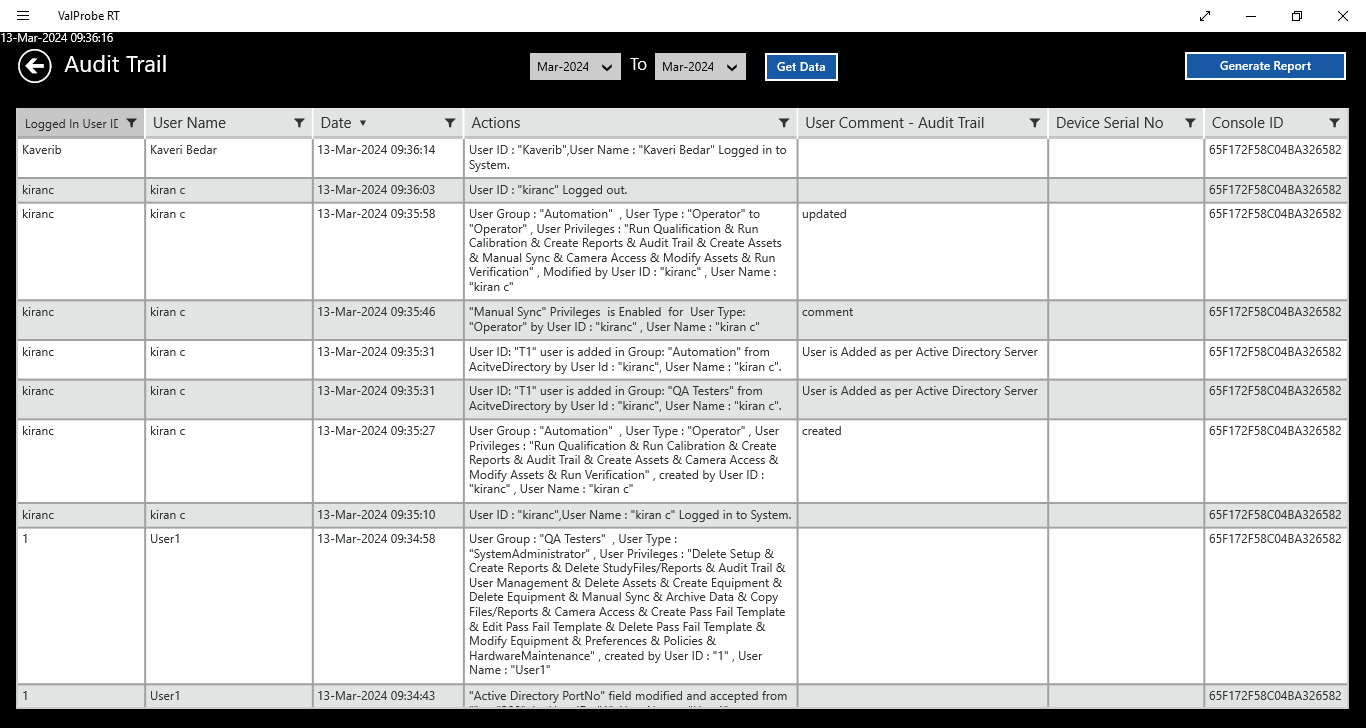 ValProbe RT
13-Mar-2024 09:36:16
Audit Trail
Mar-2024 To Mar-2024 Get Data
Generate Report
Logged In User ID User Name Date Actions User Comment - Audit Trail Device Serial No Console ID
Kaverib Kaveri Bedar 13-Mar-2024 09:36:14 User ID : "Kaverib",User Name : "Kaveri Bedar" Logged in to 65F172F58C04BA326582
System.
kiranc kiran c 13-Mar-2024 09:36:03 User ID : "kiranc" Logged out. 65F172F58C04BA326582
kiranc kiran c 13-Mar-2024 09:35:58 User Group : "Automation" , User Type : "Operator" to updated 65F172F58C04BA326582
"Operator" , User Privileges : "Run Qualification & Run
Calibration & Create Reports & Audit Trail & Create Assets
& Manual Sync & Camera Access & Modify Assets & Run
Verification" , Modified by User ID : "kiranc" , User Name :
"kiran c"
kiranc kiran c 13-Mar-2024 09:35:46 "Manual Sync" Privileges is Enabled for User Type: comment 65F172F58C04BA326582
"Operator" by User ID : "kiranc" , User Name : "kiran c"
kiranc kiran c 13-Mar-2024 09:35:31 User ID: "T1" user is added in Group: "Automation" from User is Added as per Active Directory Server 65F172F58C04BA326582
AcitveDirectory by User Id : "kiranc", User Name : "kiran c".
kiranc kiran c 13-Mar-2024 09:35:31 User ID: "T1" user is added in Group: "QA Testers" from User is Added as per Active Directory Server 65F172F58C04BA326582
AcitveDirectory by User Id : "kiranc", User Name : "kiran c".
kiranc kiran c 13-Mar-2024 09:35:27 User Group : "Automation" , User Type : "Operator" , User created 65F172F58C04BA326582
Privileges : "Run Qualification & Run Calibration & Create
Reports & Audit Trail & Create Assets & Camera Access &
Modify Assets & Run Verification" , created by User ID :
"kiranc" , User Name : "kiran c"
kiranc kiran c 13-Mar-2024 09:35:10 User ID : "kiranc",User Name : "kiran c" Logged in to System. 65F172F58C04BA326582
1 User1 13-Mar-2024 09:34:58 User Group : "QA Testers" , User Type : 65F172F58C04BA326582
"SystemAdministrator" , User Privileges : "Delete Setup &
Create Reports & Delete StudyFiles/Reports & Audit Trail &
User Management & Delete Assets & Create Equipment &
Delete Equipment & Manual Sync & Archive Data & Copy
Files/Reports & Camera Access & Create Pass Fail Template
& Edit Pass Fail Template & Delete Pass Fail Template &
Modify Equipment & Preferences & Policies &
HardwareMaintenance" , created by User ID : "1" , User
Name : "User1"
1 User1 13-Mar-2024 09:34:43 "Active Directory PortNo" field modified and accepted from 65F172F58C04BA326582